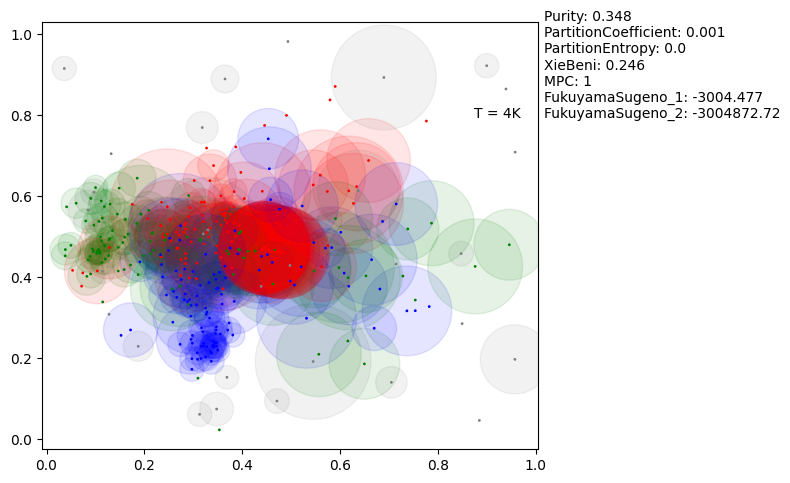 Purity: 0.348
PartitionCoefficient: 0.001
PartitionEntropy: 0.0
XieBeni: 0.246
MPC: 1
FukuyamaSugeno_1: -3004.477
FukuyamaSugeno_2: -3004872.72
T = 4K
1.0
0.8
0.6
0.4
0.2
0.0
0.0 0.2 0.4 0.6 0.8 1.0